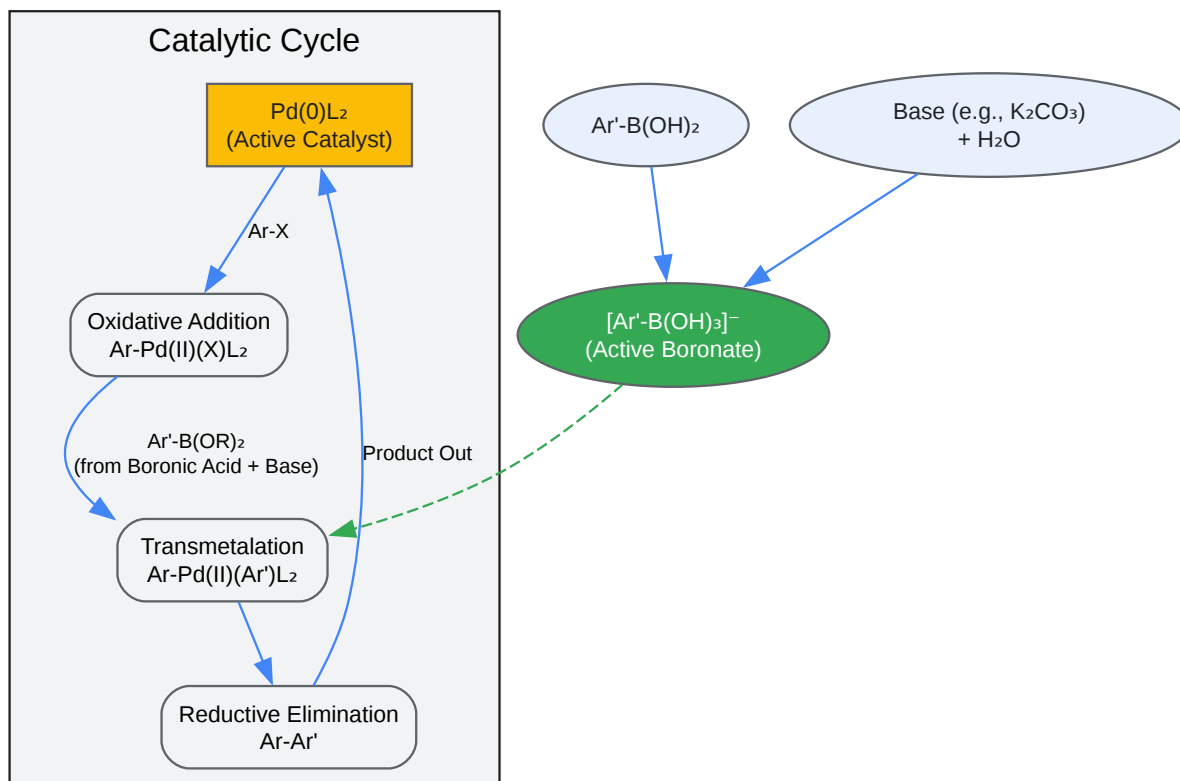 Catalytic Cycle
Pd(0)L₂
(Active Catalyst)
Ar'-B(OH)₂
Base (e.g., K₂CO₃)
+ H₂O
Ar-X
Oxidative Addition
Ar-Pd(II)(X)L₂
[Ar'-B(OH)₃]⁻
(Active Boronate)
Ar'-B(OR)₂
(from Boronic Acid + Base)
Product Out
Transmetalation
Ar-Pd(II)(Ar')L₂
Reductive Elimination
Ar-Ar'